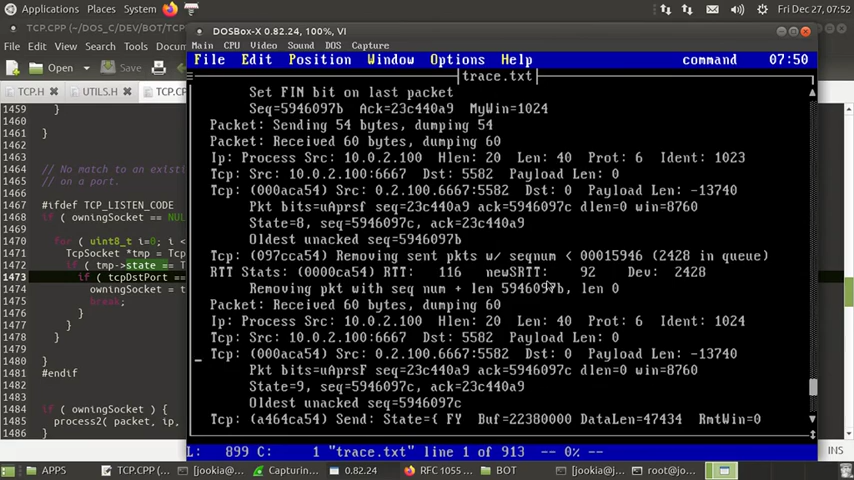 Applications Places System
Fri Dec 27, 07:52
TCP.CPP (~/DOS_C/DEV/BOT/TC
File Edit View Search Tools Documen
Open Save
TCP.H × UTILS.H × TCP.C
1459 }
1460
1461 }
1462
1463
1464 // No match to an existi
1465 // on a port.
1466
1467 #ifdef TCP_LISTEN_CODE
1468 if ( owningSocket == NUL
1469
1470 for ( uint8_t i=0; i <
1471 TcpSocket *tmp = soc
1472 if ( tmp->state ==
1473 if ( tcpDstPort ==
1474 owningSocket = t
1475 break;
1476 }
1477 }
1478 }
1479
1480 }
1481 #endif
1482
1483
1484 if ( owningSocket ) {
1485 process2( packet, ip,
1486
DOSBox-X 0.82.24, 100%, VI
Main CPU Video Sound DOS Capture
File Edit Position Window Options Help command 07:50
trace.txt
Set FIN bit on last packet
Seq=5946097b Ack=23c440a9 MyWin=1024
Packet: Sending 54 bytes, dumping 54
Packet: Received 60 bytes, dumping 60
Ip: Process Src: 10.0.2.100 Hlen: 20 Len: 40 Prot: 6 Ident: 1023
Tcp: Src: 10.0.2.100:6667 Dst: 5582 Payload Len: 0
Tcp: (000aca54) Src: 0.2.100.6667:5582 Dst: 0 Payload Len: -13740
Pkt bits=uAprsf seq=23c440a9 ack=5946097c dlen=0 win=8760
State=8, seq=5946097c, ack=23c440a9
Oldest unacked seq=5946097b
Tcp: (097cca54) Removing sent pkts w/ seqnum < 00015946 (2428 in queue)
RTT Stats: (0000ca54) RTT: 116 newSRTT: 92 Dev: 2428
Removing pkt with seq num + len 5946097b, len 0
Packet: Received 60 bytes, dumping 60
Ip: Process Src: 10.0.2.100 Hlen: 20 Len: 40 Prot: 6 Ident: 1024
Tcp: Src: 10.0.2.100:6667 Dst: 5582 Payload Len: 0
Tcp: (000aca54) Src: 0.2.100.6667:5582 Dst: 0 Payload Len: -13740
Pkt bits=uAprsF seq=23c440a9 ack=5946097c dlen=0 win=8760
State=9, seq=5946097c, ack=23c440a9
Oldest unacked seq=5946097c
Tcp: (a464ca54) Send: State={ FY Buf=22380000 DataLen=47434 RmtWin=0
L: 899 C: 1 "trace.txt" line 1 of 913 -- 0% --
APPS TCP.CPP (~... [jookia@... Capturing... 0.82.24 RFC 1055 ... BOT [jookia@jo... root@jo...